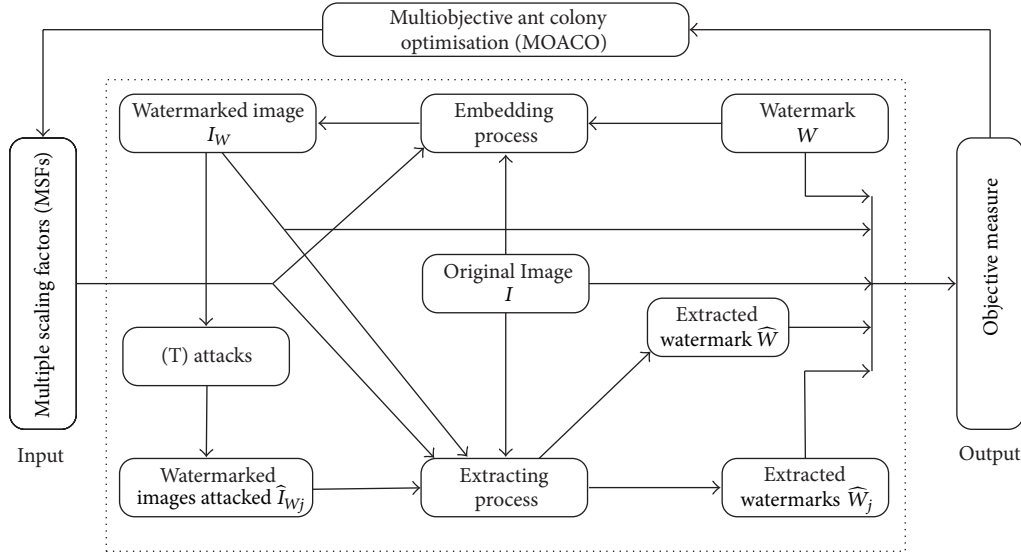 Multiobjective ant colony
optimisation (MOACO)
Watermarked image
I_W
Embedding
process
Watermark
W
Multiple scaling factors (MSFs)
Original Image
I
Objective measure
Extracted
watermark Ŵ
(T) attacks
Input
Output
Watermarked
images attacked Î_Wj
Extracting
process
Extracted
watermarks Ŵ_j